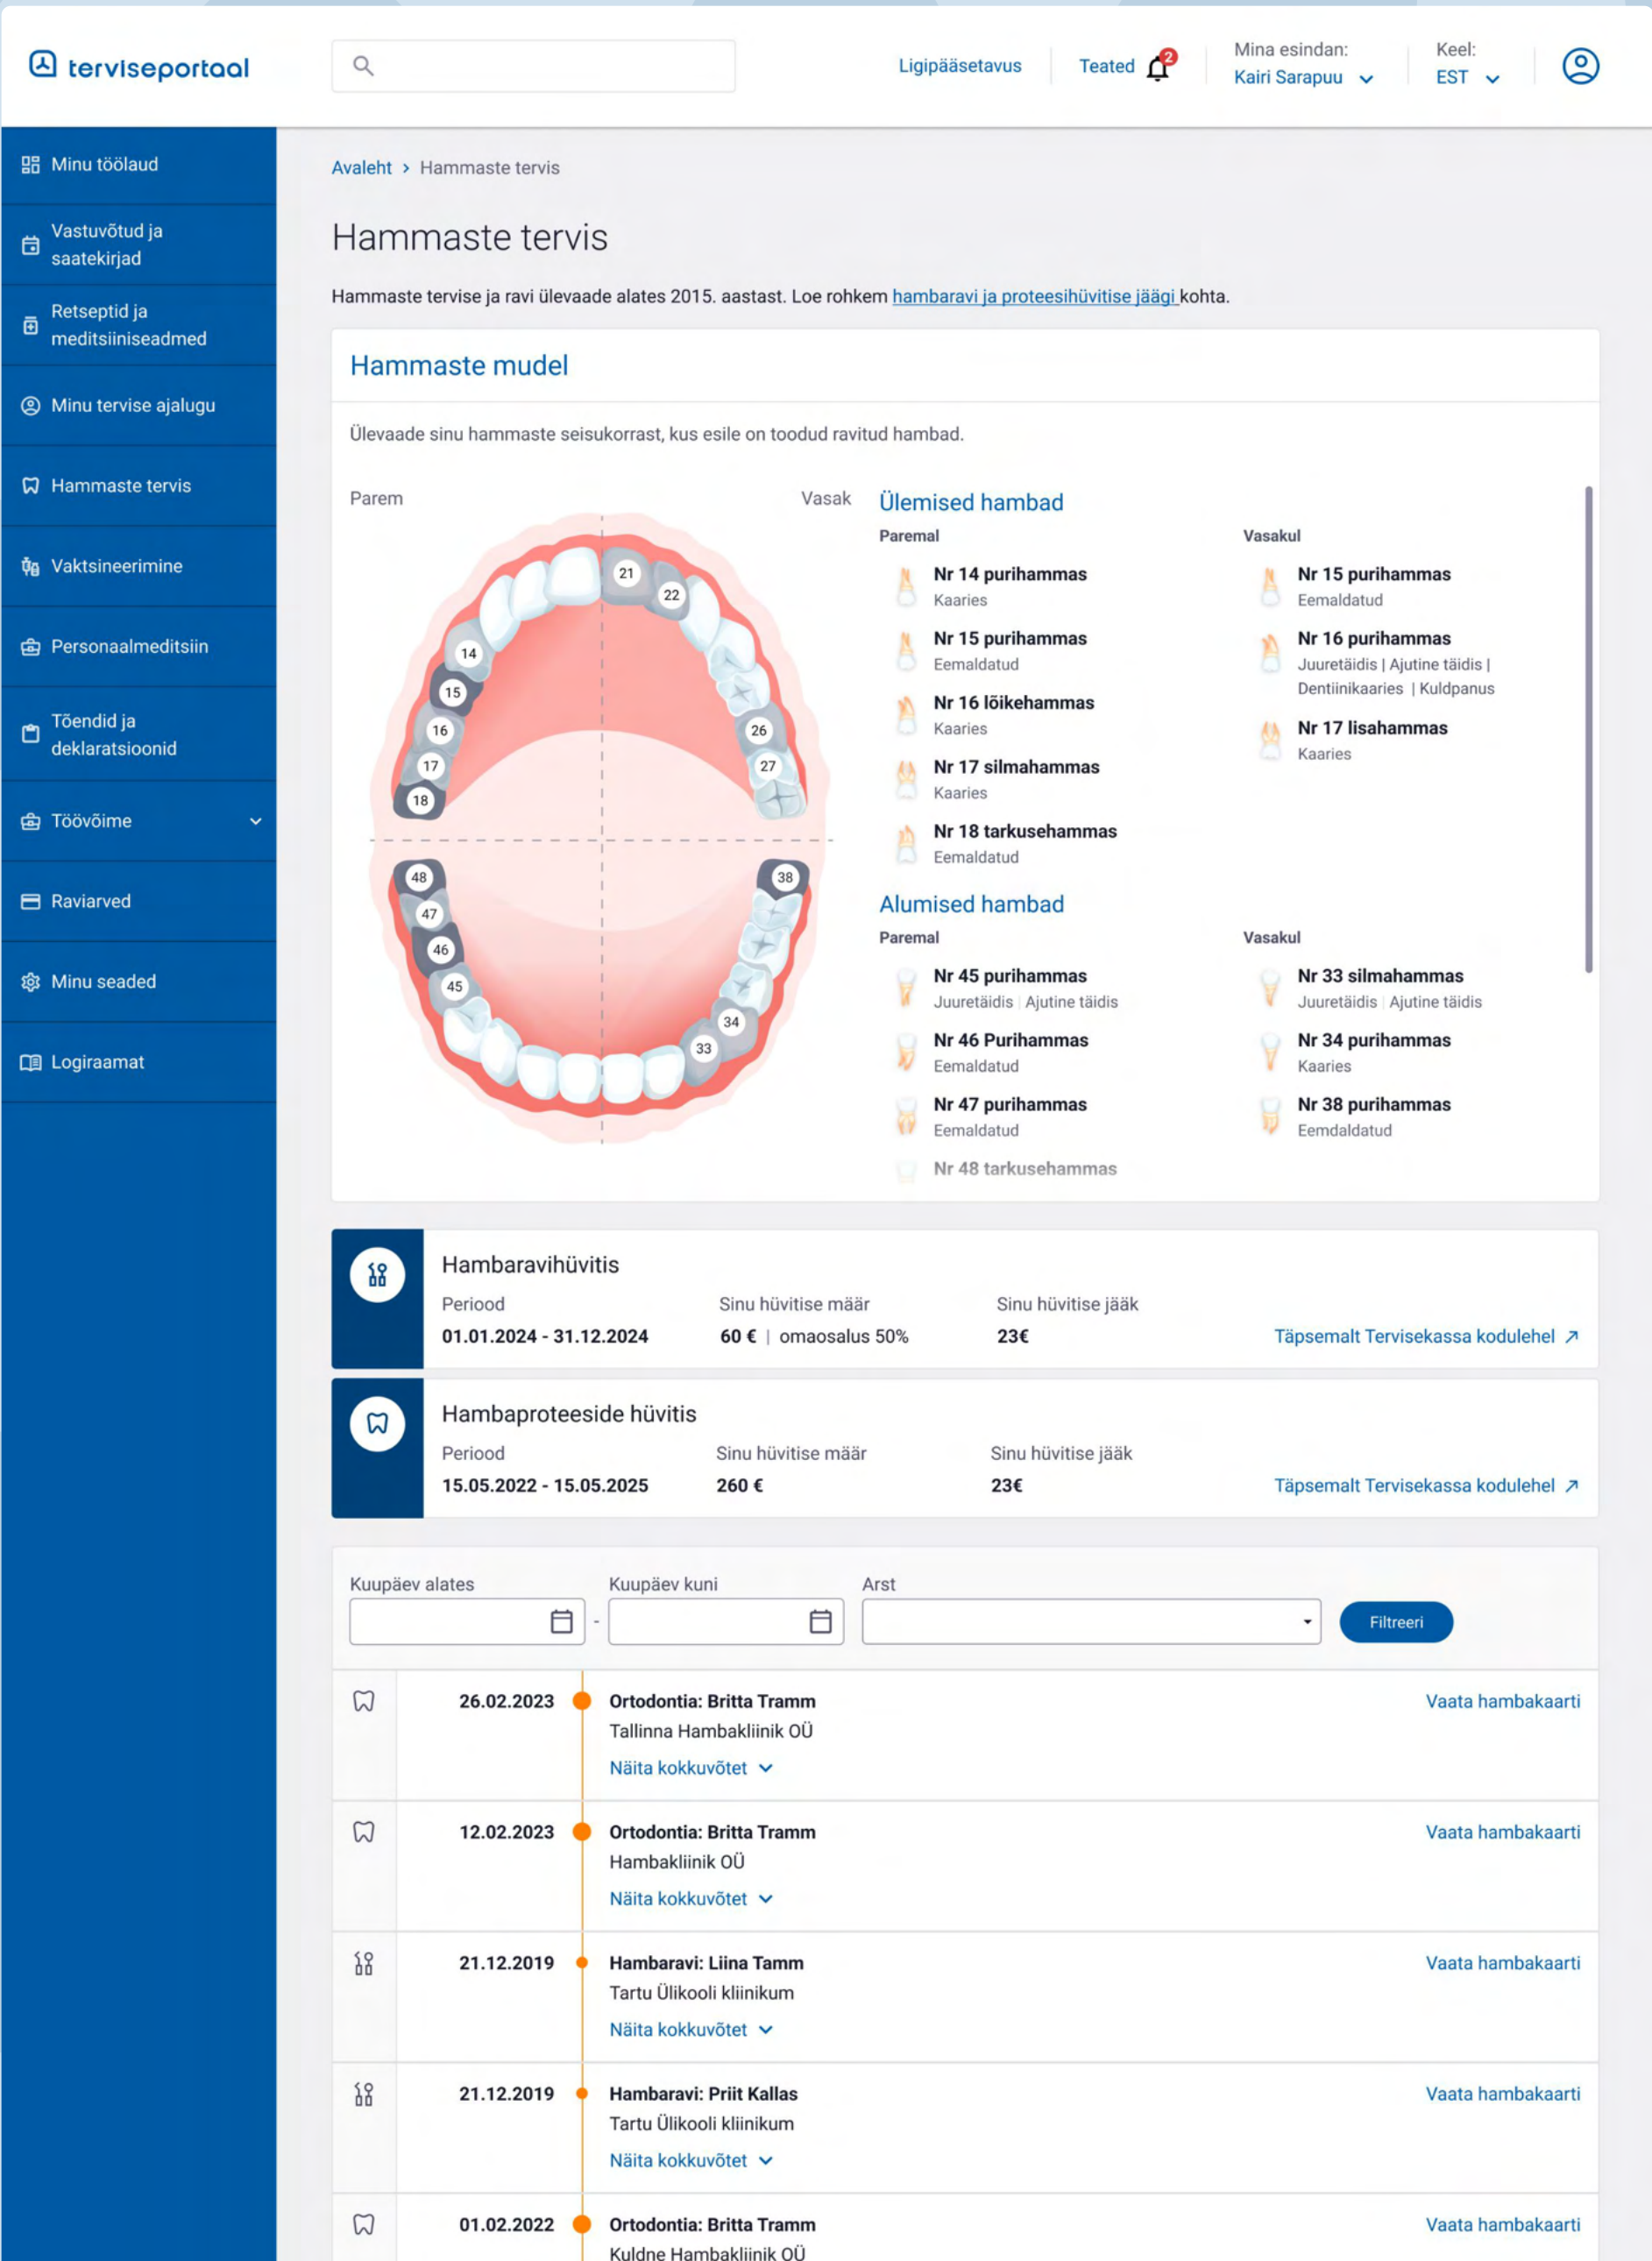 terviseportaal
Ligipääsetavus
Teated
2
Mina esindan:
Kairi Sarapuu
Keel:
EST
Minu töölaud
Vastuvõtud ja
saatekirjad
Retseptid ja
meditsiiniseadmed
Minu tervise ajalugu
Hammaste tervis
Vaktsineerimine
Personaalmeditsiin
Tõendid ja
deklaratsioonid
Töövõime
Raviarved
Minu seaded
Logiraamat
Avaleht > Hammaste tervis
Hammaste tervis
Hammaste tervise ja ravi ülevaade alates 2015. aastast. Loe rohkem hambaravi ja proteesihüvitise jäägi kohta.
Hammaste mudel
Ülevaade sinu hammaste seisukorrast, kus esile on toodud ravitud hambad.
Parem
Vasak
21
22
14
15
16
17
18
26
27
48
47
46
45
38
34
33
Ülemised hambad
Paremal
Nr 14 purihammas
Kaaries
Nr 15 purihammas
Eemaldatud
Nr 16 lõikehammas
Kaaries
Nr 17 silmahammas
Kaaries
Nr 18 tarkusehammas
Eemaldatud
Vasakul
Nr 15 purihammas
Eemaldatud
Nr 16 purihammas
Juuretäidis | Ajutine täidis |
Dentiinikaaries | Kuldpanus
Nr 17 lisahammas
Kaaries
Alumised hambad
Paremal
Nr 45 purihammas
Juuretäidis | Ajutine täidis
Nr 46 Purihammas
Eemaldatud
Nr 47 purihammas
Eemaldatud
Nr 48 tarkusehammas
Vasakul
Nr 33 silmahammas
Juuretäidis | Ajutine täidis
Nr 34 purihammas
Kaaries
Nr 38 purihammas
Eemdaldatud
Hambaravihüvitis
Periood
01.01.2024 - 31.12.2024
Sinu hüvitise määr
60 € | omaosalus 50%
Sinu hüvitise jääk
23€
Täpsemalt Tervisekassa kodulehel
Hambaproteeside hüvitis
Periood
15.05.2022 - 15.05.2025
Sinu hüvitise määr
260 €
Sinu hüvitise jääk
23€
Täpsemalt Tervisekassa kodulehel
Kuupäev alates
-
Kuupäev kuni
Arst
Filtreeri
26.02.2023
Ortodontia: Britta Tramm
Tallinna Hambakliinik OÜ
Näita kokkuvõtet
Vaata hambakaarti
12.02.2023
Ortodontia: Britta Tramm
Hambakliinik OÜ
Näita kokkuvõtet
Vaata hambakaarti
21.12.2019
Hambaravi: Liina Tamm
Tartu Ülikooli kliinikum
Näita kokkuvõtet
Vaata hambakaarti
21.12.2019
Hambaravi: Priit Kallas
Tartu Ülikooli kliinikum
Näita kokkuvõtet
Vaata hambakaarti
01.02.2022
Ortodontia: Britta Tramm
Kuldne Hambakliinik OÜ
Vaata hambakaarti